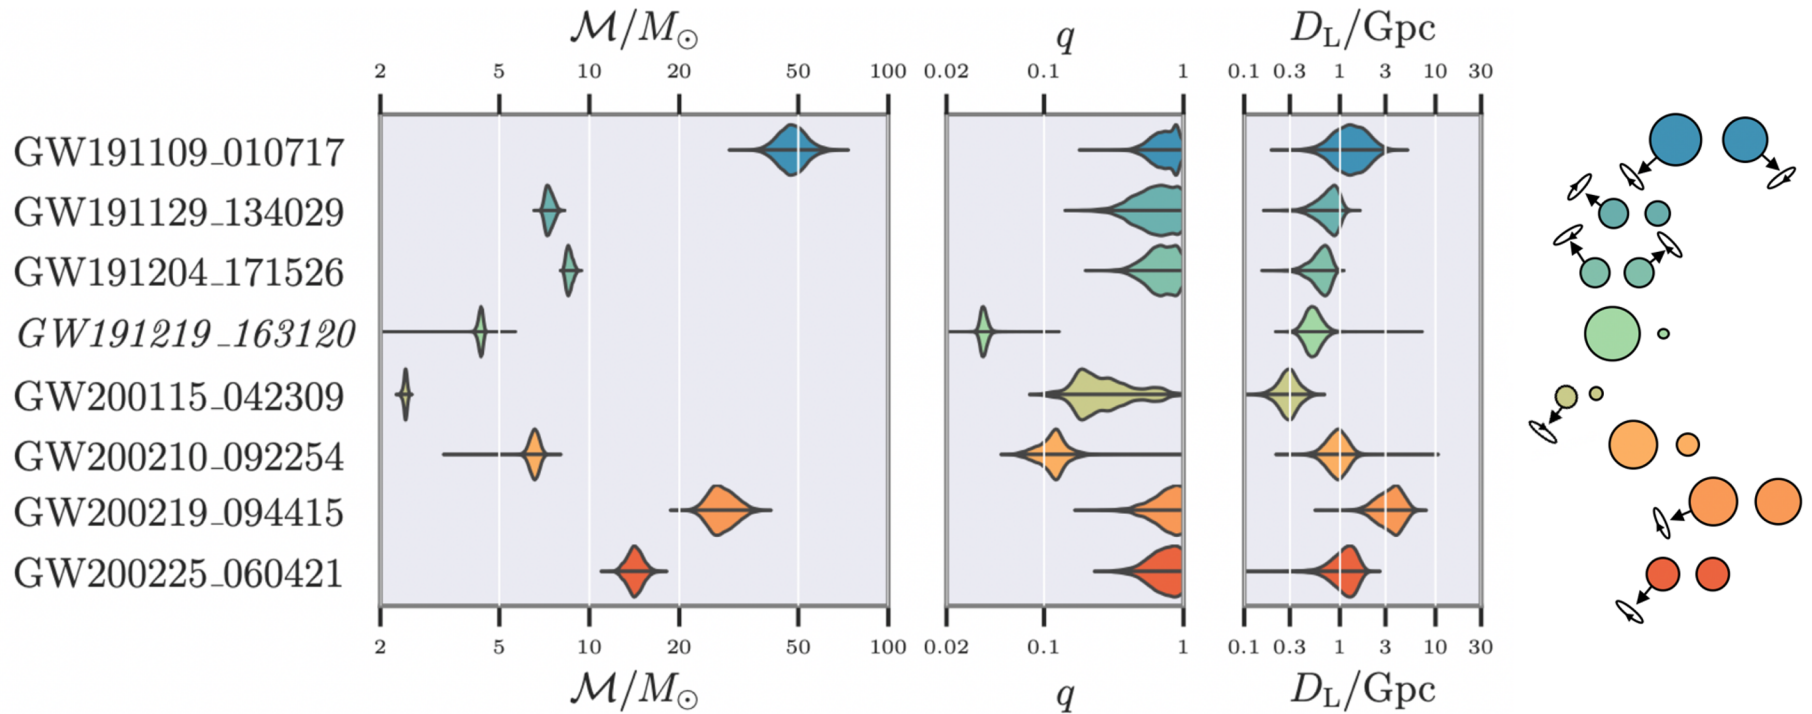 ℳ/M☉ q D_L/Gpc
2 5 10 20 50 100 0.02 0.1 1 0.1 0.3 1 3 10 30
GW191109_010717
GW191129_134029
GW191204_171526
GW191219_163120
GW200115_042309
GW200210_092254
GW200219_094415
GW200225_060421
2 5 10 20 50 100 0.02 0.1 1 0.1 0.3 1 3 10 30
ℳ/M☉ q D_L/Gpc